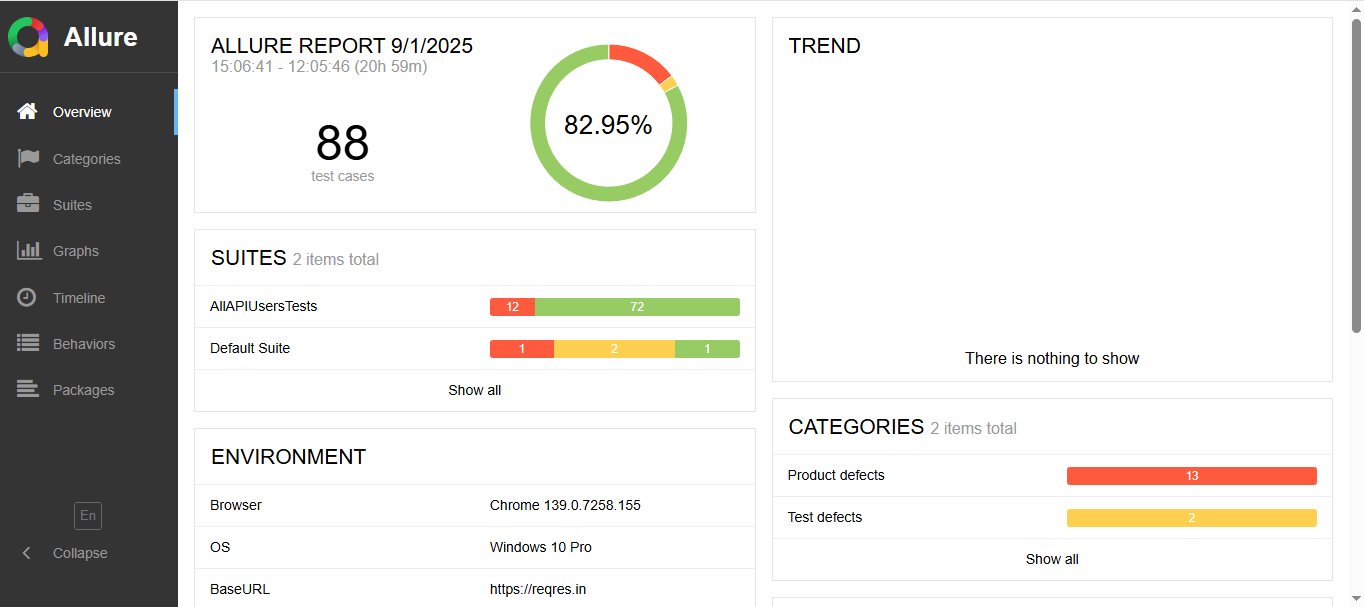 Allure
Overview
Categories
Suites
Graphs
Timeline
Behaviors
Packages
En
Collapse
ALLURE REPORT 9/1/2025
15:06:41 - 12:05:46 (20h 59m)
88
test cases
82.95%
SUITES 2 items total
AllAPIUsersTests 12 72
Default Suite 1 2 1
Show all
ENVIRONMENT
Browser Chrome 139.0.7258.155
OS Windows 10 Pro
BaseURL https://reqres.in
TREND
There is nothing to show
CATEGORIES 2 items total
Product defects 13
Test defects 2
Show all